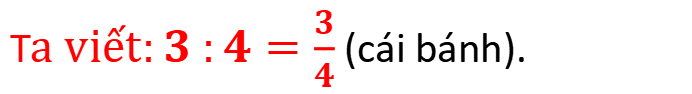 Ta viết: 3 : 4 = 3/4 (cái bánh).